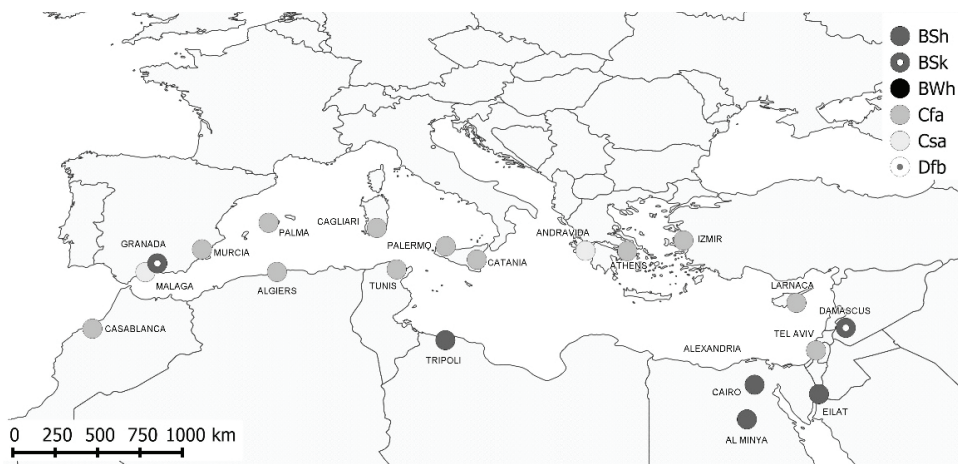 BSh
BSk
BWh
Cfa
Csa
Dfb
PALMA
CAGLIARI
GRANADA
MURCIA
PALERMO
CATANIA
ANDRAVIDA
ATHENS
IZMIR
MALAGA
ALGIERS
TUNIS
LARNACA
DAMASCUS
CASABLANCA
TRIPOLI
ALEXANDRIA
TEL AVIV
CAIRO
EILAT
AL MINYA
0 250 500 750 1000 km